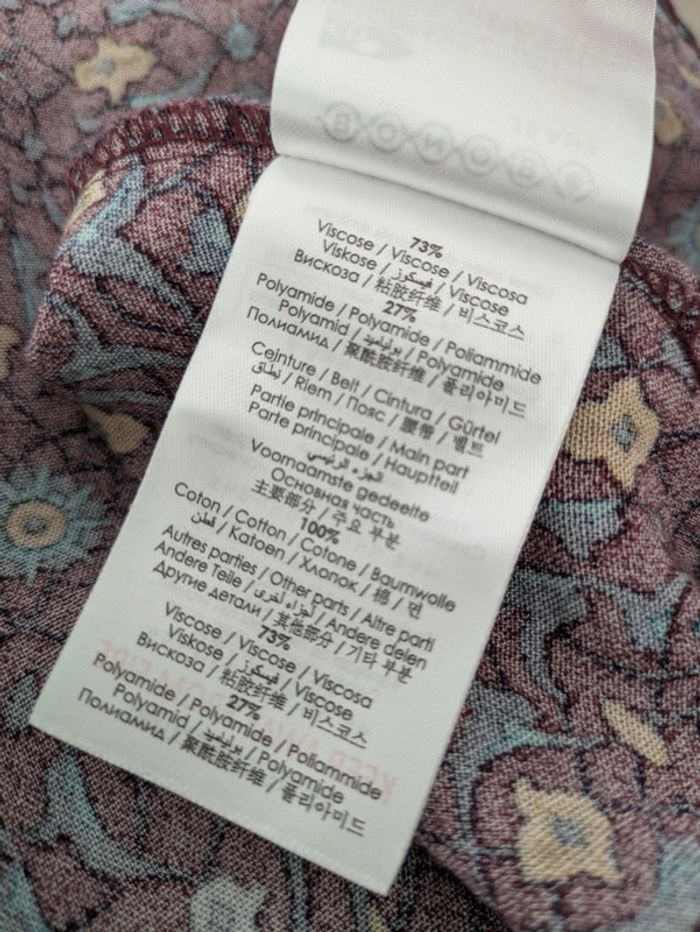 73%
Viscose / Viscose / Viscosa
Viskose / فيسكوز / Viscose
Вискоза / 粘胶纤维 / 비스코스
27%
Polyamide / Polyamide / Poliammide
Polyamid / بوليأميد / Polyamide
Полиамид / 聚酰胺纤维 / 폴리아미드
Ceinture / Belt / Cintura / Gürtel
نطاق / Riem / Пояс / 腰带 / 벨트
Partie principale / Main part
Parte principale / Hauptteil
الجزء الرئيسي
Voornaamste gedeelte
Основная часть
主要部分 / 주요 부분
100%
Coton / Cotton / Cotone / Baumwolle
قطن / Katoen / Хлопок / 棉 / 면
Autres parties / Other parts / Altre parti
Andere Teile / أجزاء أخرى / Andere delen
Другие детали / 其他部分 / 기타 부분
73%
Viscose / Viscose / Viscosa
Viskose / فيسكوز / Viscose
Вискоза / 粘胶纤维 / 비스코스
27%
Polyamide / Polyamide / Poliammide
Polyamid / بوليأميد / Polyamide
Полиамид / 聚酰胺纤维 / 폴리아미드